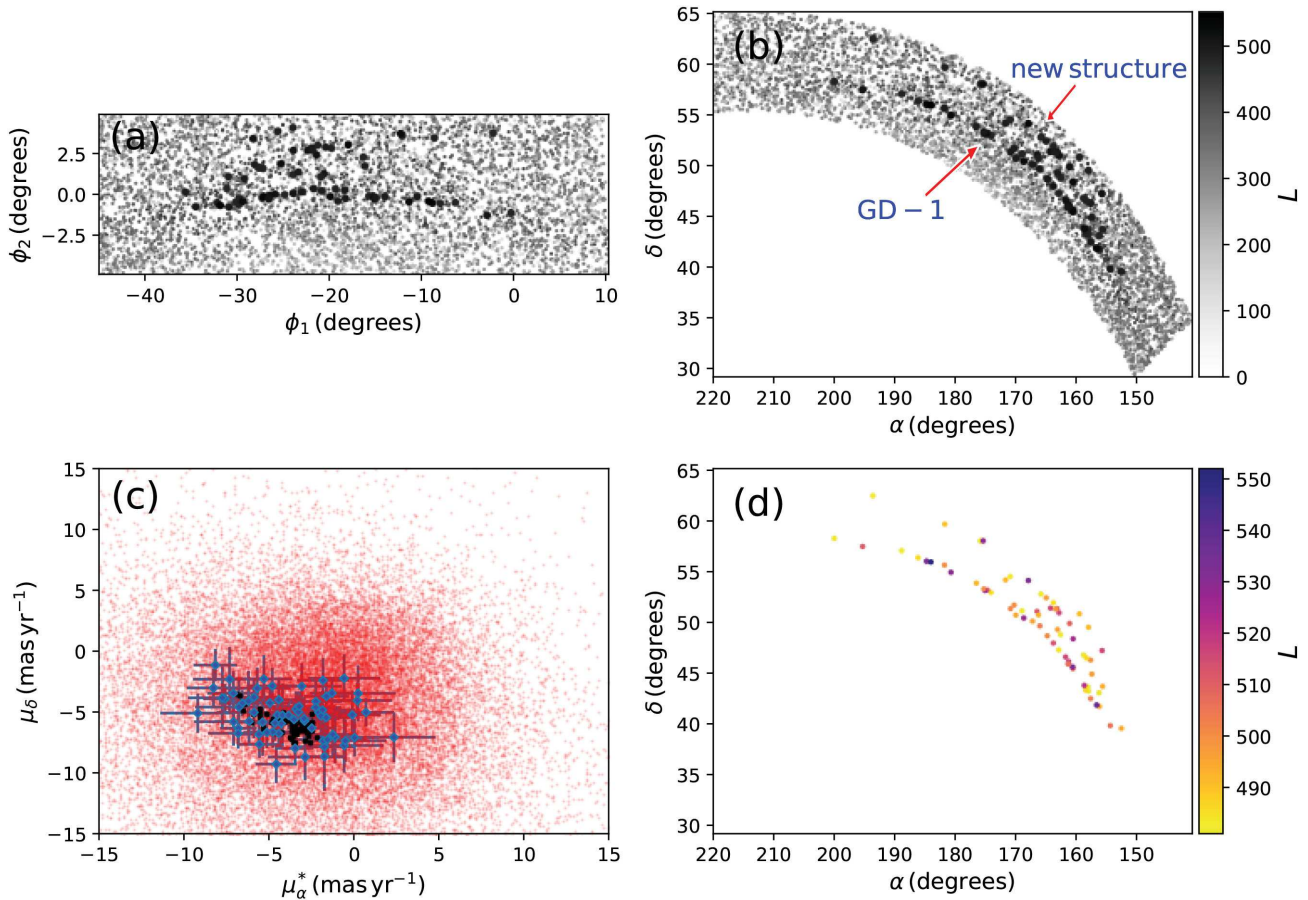 (a)
2.5
0.0
−2.5
ϕ2 (degrees)
−40 −30 −20 −10 0 10
ϕ1 (degrees)
(b)
new structure
GD − 1
65
60
55
50
45
40
35
30
δ (degrees)
220 210 200 190 180 170 160 150
α (degrees)
500
400
300
200
100
0
L
(c)
15
10
5
0
−5
−10
−15
μδ (mas yr−1)
−15 −10 −5 0 5 10 15
μ*α (mas yr−1)
(d)
65
60
55
50
45
40
35
30
δ (degrees)
220 210 200 190 180 170 160 150
α (degrees)
550
540
530
520
510
500
490
L